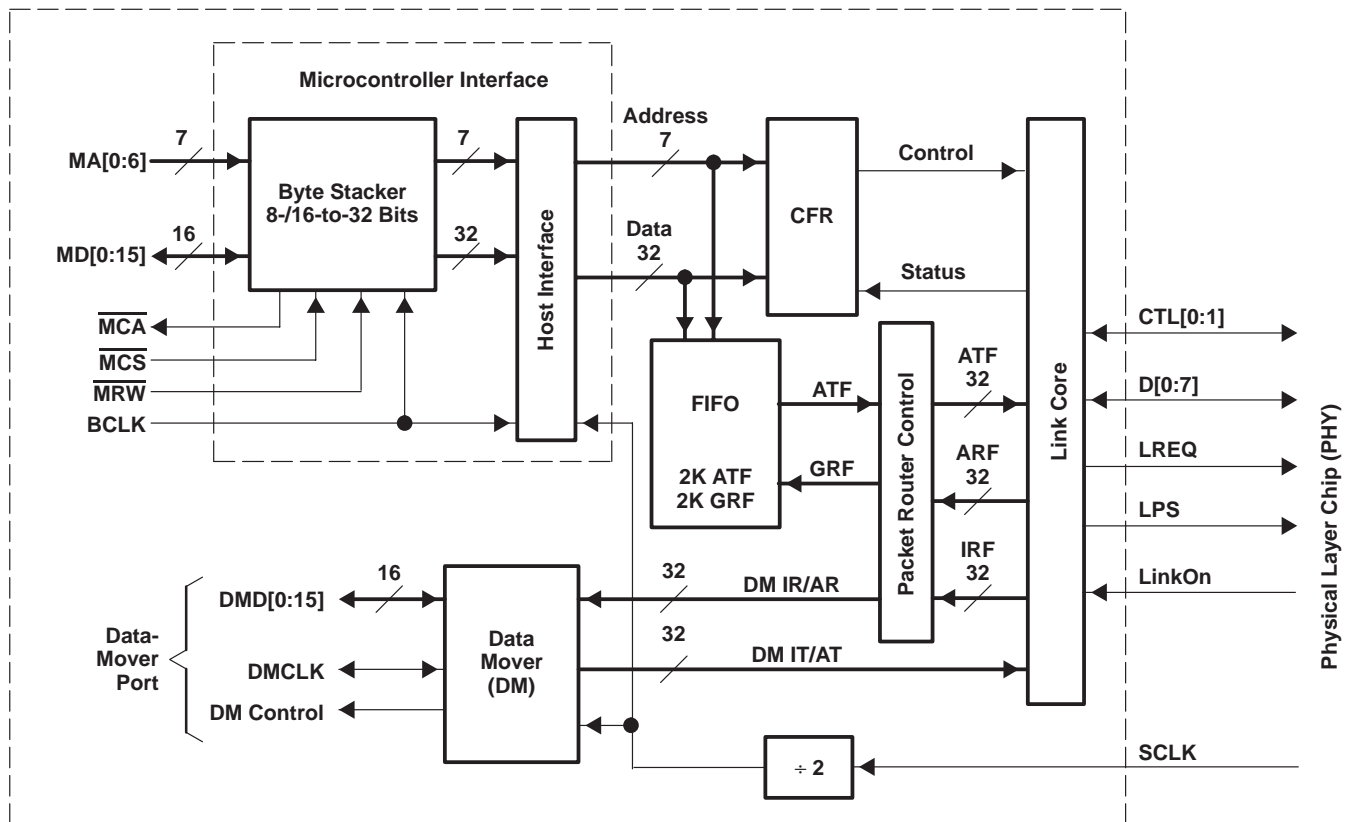 Microcontroller Interface
MA[0:6]
7
Byte Stacker
8-/16-to-32 Bits
7
Host Interface
Address
7
CFR
Control
Link Core
MD[0:15]
16
32
Data
32
Status
MCA
MCS
MRW
BCLK
FIFO
2K ATF
2K GRF
ATF
GRF
Packet Router Control
ATF
32
ARF
32
IRF
32
CTL[0:1]
D[0:7]
LREQ
LPS
LinkOn
Physical Layer Chip (PHY)
Data-
Mover
Port
DMD[0:15]
16
DMCLK
DM Control
Data
Mover
(DM)
32
DM IR/AR
32
DM IT/AT
÷ 2
SCLK